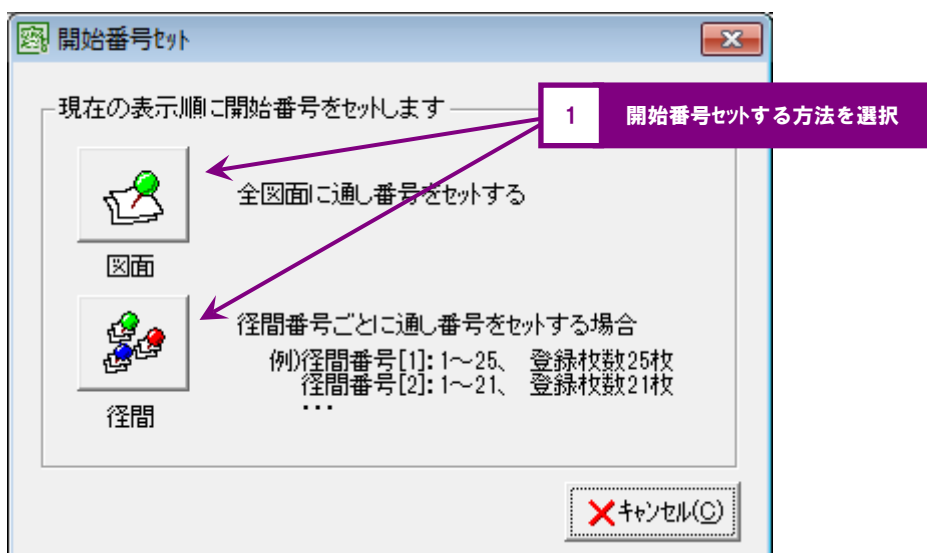 開始番号ｾｯﾄ
現在の表示順に開始番号をｾｯﾄします
1 開始番号ｾｯﾄする方法を選択
全図面に通し番号をｾｯﾄする
図面
径間番号ごとに通し番号をｾｯﾄする場合
例)径間番号[1]:1～25、 登録枚数25枚
径間番号[2]:1～21、 登録枚数21枚
・・・
径間
ｷｬﾝｾﾙ(C)